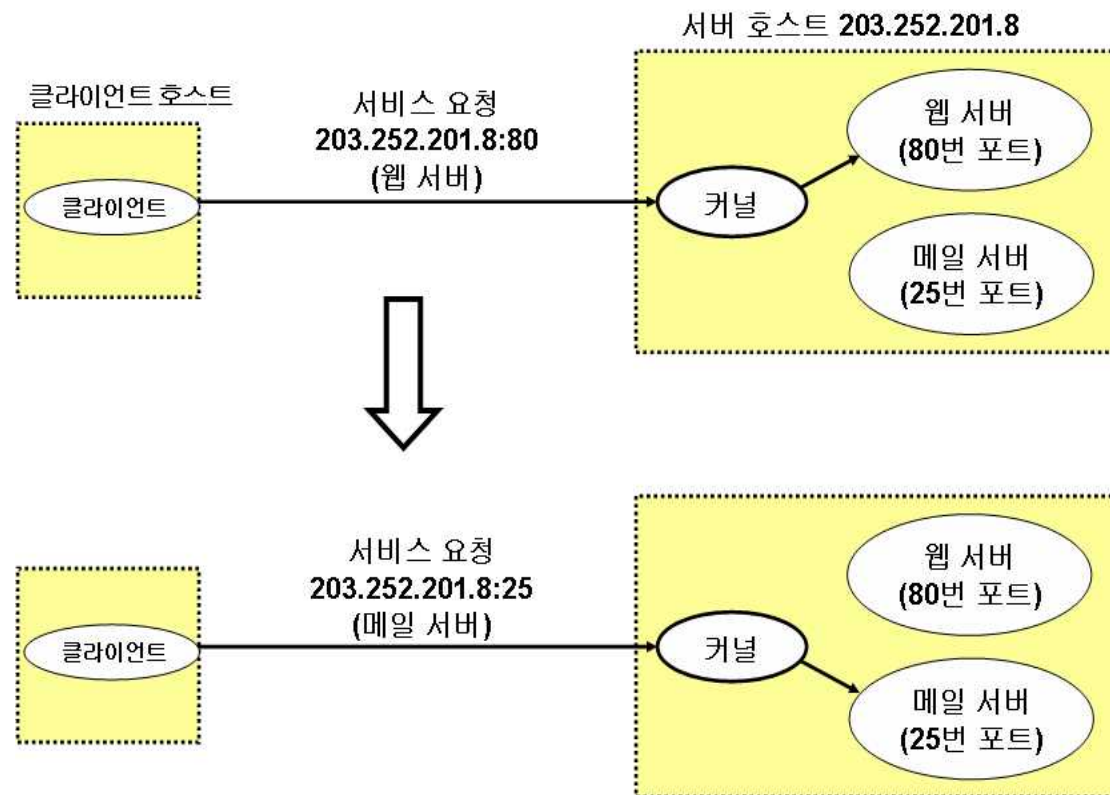 서버 호스트 203.252.201.8
클라이언트 호스트
서비스 요청
203.252.201.8:80
(웹 서버)
클라이언트
커널
웹 서버
(80번 포트)
메일 서버
(25번 포트)
서비스 요청
203.252.201.8:25
(메일 서버)
클라이언트
커널
웹 서버
(80번 포트)
메일 서버
(25번 포트)